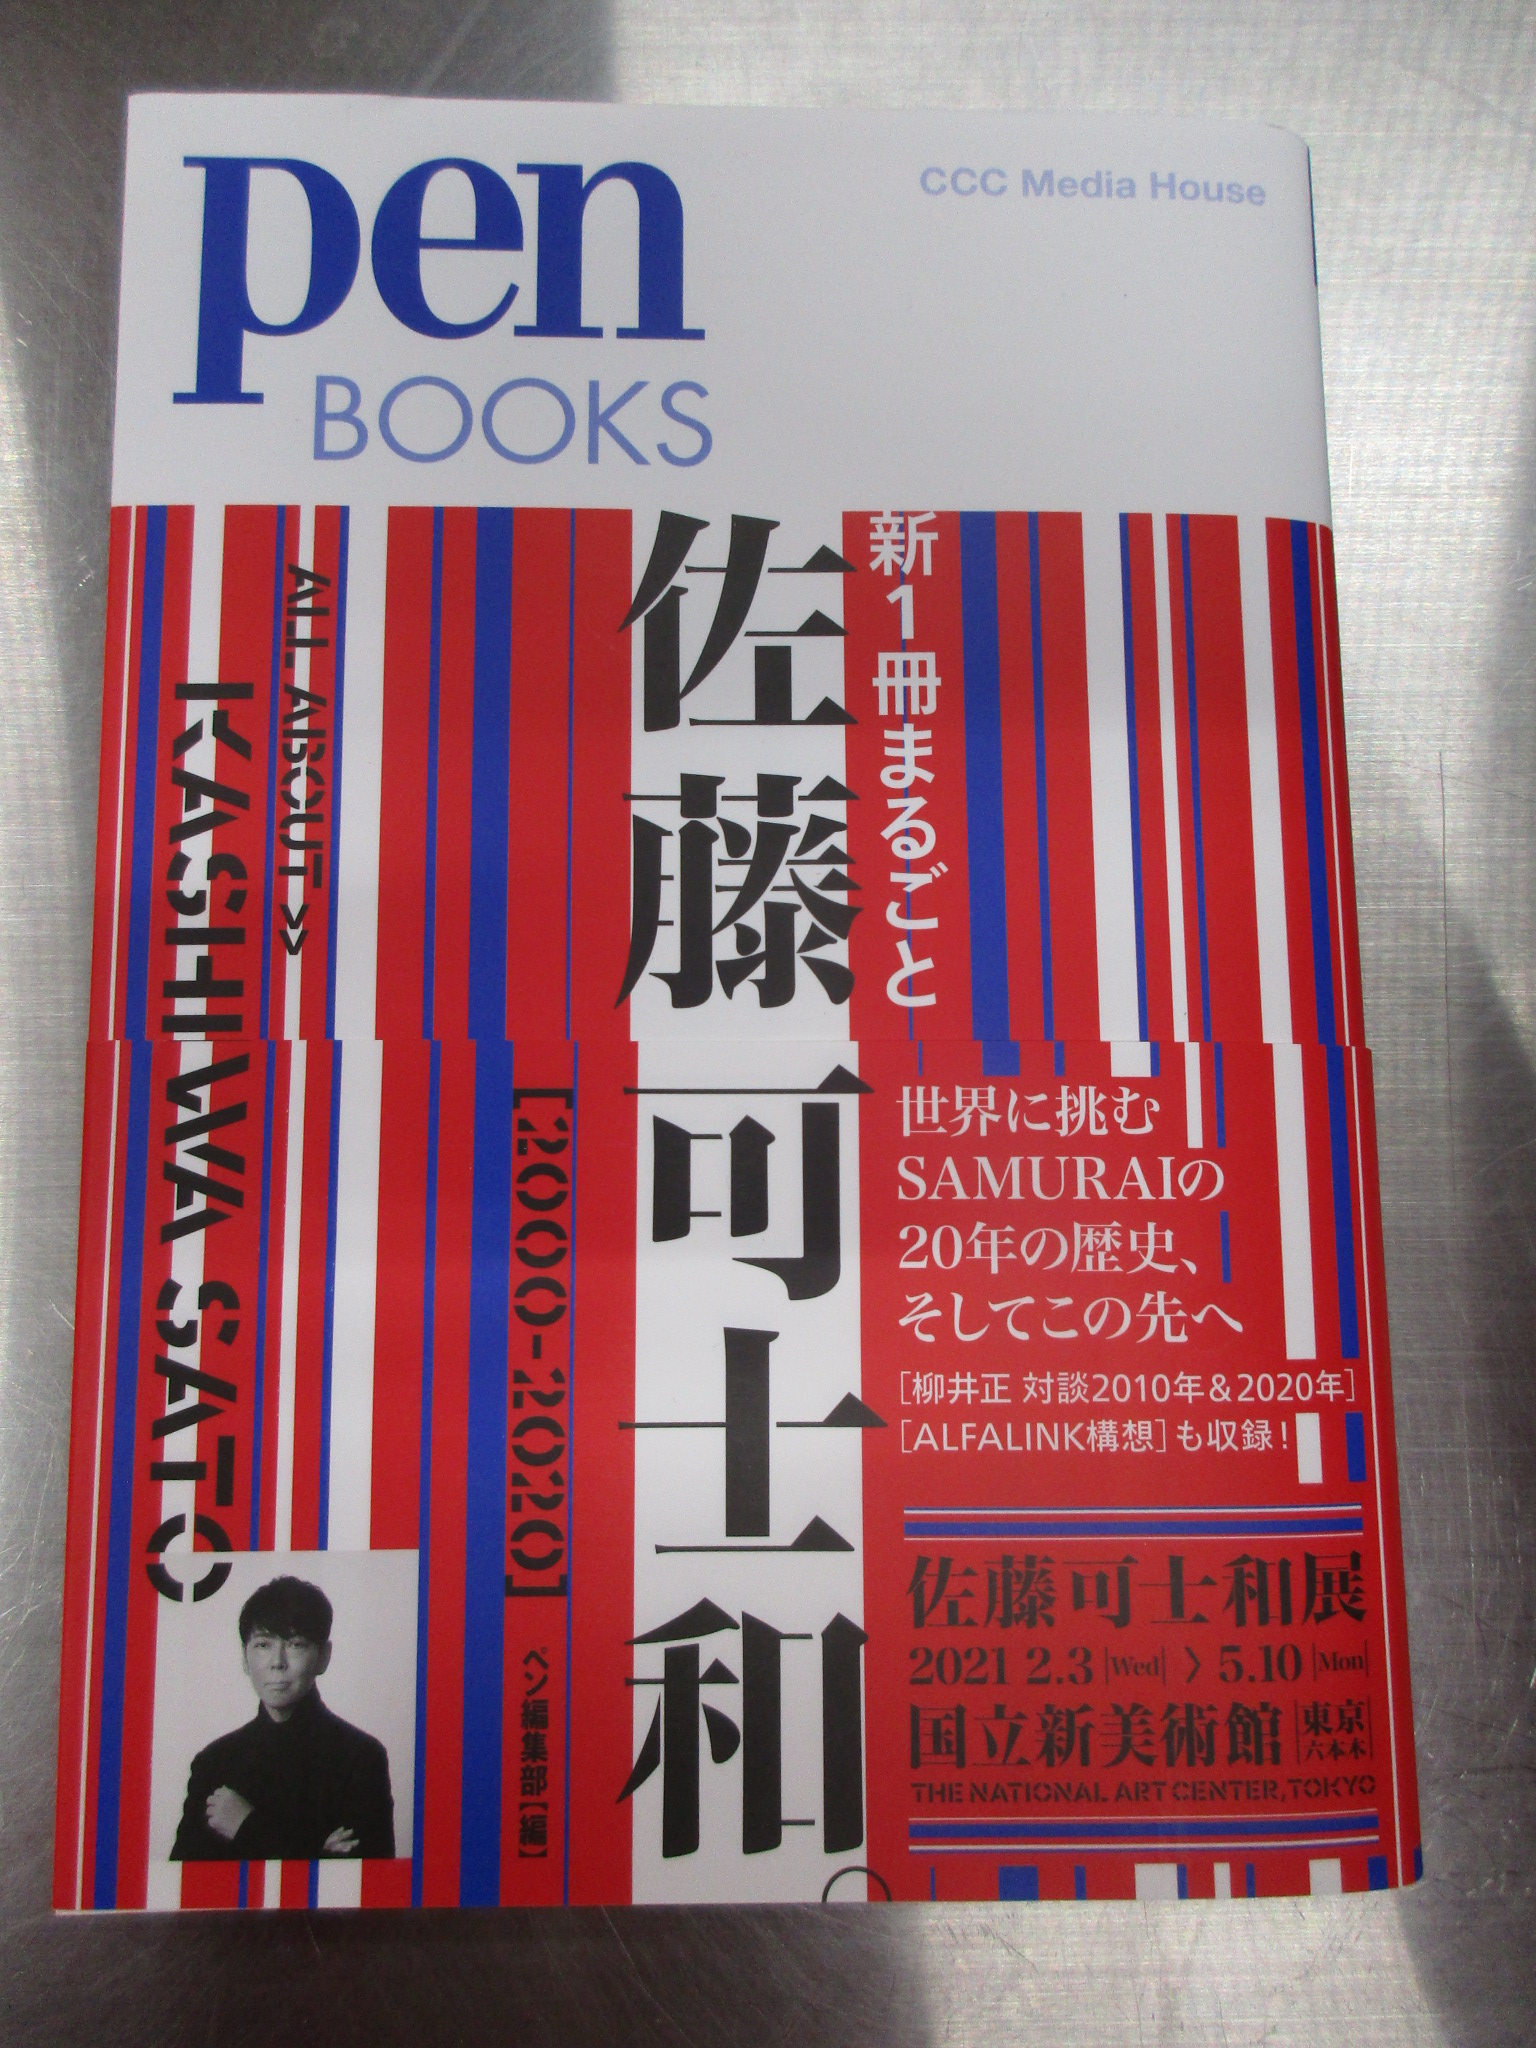 pen
BOOKS
CCC Media House
新1冊まるごと
佐藤可士和。
ALL ABOUT >>
KASHIWA SATO
[2000-2020]
ペン編集部【編】
世界に挑む
SAMURAIの
20年の歴史、
そしてこの先へ
[柳井正 対談2010年&2020年]
[ALFALINK構想]も収録!
佐藤可士和展
2021 2.3 |Wed| > 5.10 |Mon|
国立新美術館 |東京 六本木|
THE NATIONAL ART CENTER, TOKYO